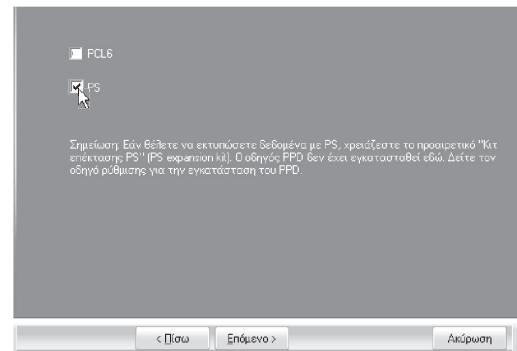 PCL6
PS
Σημείωση: Εάν θέλετε να εκτυπώσετε δεδομένα με PS, χρειάζεστε το προαιρετικό "Κιτ
επέκτασης PS" (PS expansion kit). Ο οδηγός PPD δεν έχει εγκατασταθεί εδώ. Δείτε τον
οδηγό ρύθμισης για την εγκατάσταση του PPD.
< Πίσω Επόμενο > Ακύρωση